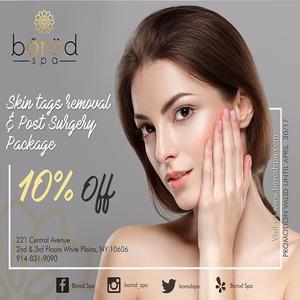 böröd
spa
Skin tags removal
& Post Surgery
Package
10% Off
221 Central Avenue
2nd & 3rd Floors White Plains, NY 10606
914-831-9090
Visit us www.borodspa.com
PROMOTION VALID UNTIL APRIL 30/17
Borod Spa
borod_spa
borodspa
Borod Spa